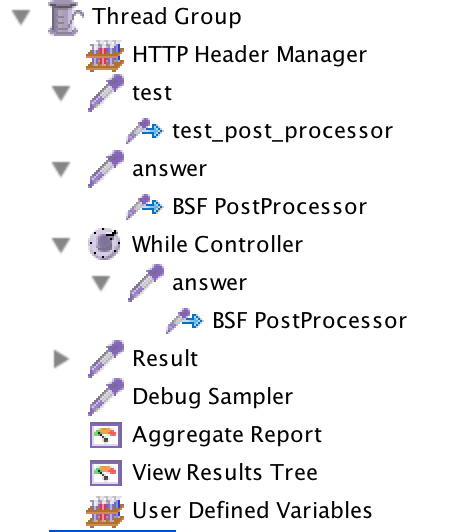 Thread Group
HTTP Header Manager
test
test_post_processor
answer
BSF PostProcessor
While Controller
answer
BSF PostProcessor
Result
Debug Sampler
Aggregate Report
View Results Tree
User Defined Variables